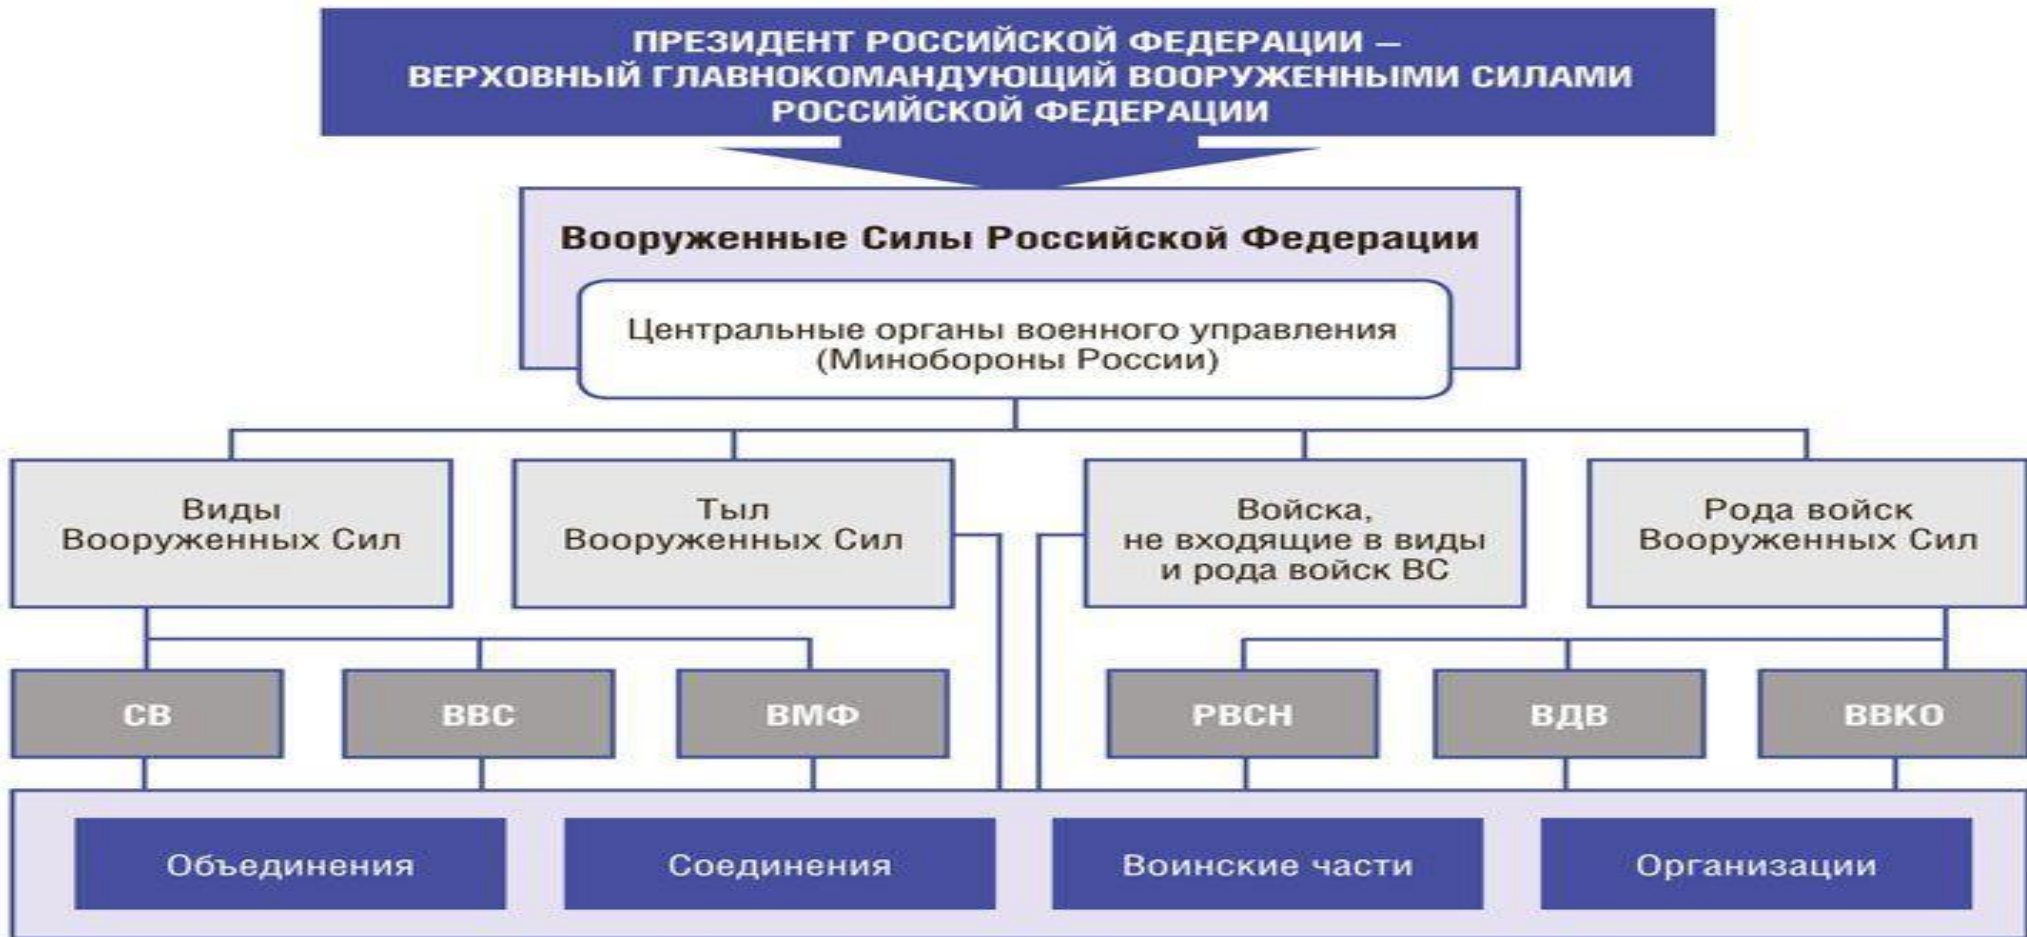 ПРЕЗИДЕНТ РОССИЙСКОЙ ФЕДЕРАЦИИ –
ВЕРХОВНЫЙ ГЛАВНОКОМАНДУЮЩИЙ ВООРУЖЕННЫМИ СИЛАМИ
РОССИЙСКОЙ ФЕДЕРАЦИИ
Вооруженные Силы Российской Федерации
Центральные органы военного управления
(Минобороны России)
Виды
Вооруженных Сил
Тыл
Вооруженных Сил
Войска,
не входящие в виды
и рода войск ВС
Рода войск
Вооруженных Сил
СВ
ВВС
ВМФ
РВСН
ВДВ
ВВКО
Объединения
Соединения
Воинские части
Организации